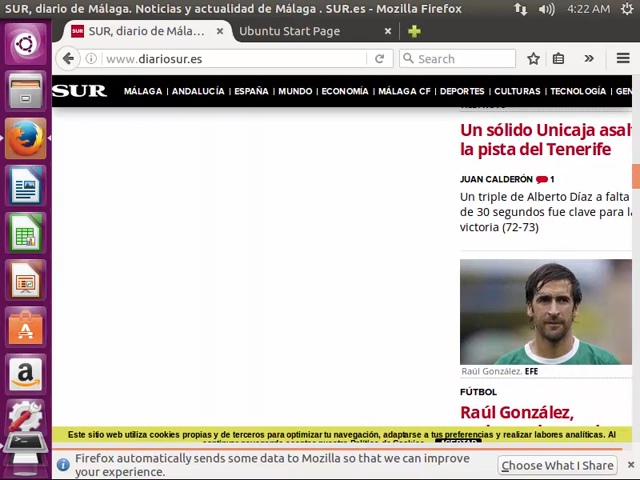 SUR, diario de Málaga. Noticias y actualidad de Málaga . SUR.es - Mozilla Firefox
4:22 AM
SUR, diario de Mála...
Ubuntu Start Page
www.diariosur.es
Search
SUR
MÁLAGA | ANDALUCÍA | ESPAÑA | MUNDO | ECONOMÍA | MÁLAGA CF | DEPORTES | CULTURAS | TECNOLOGÍA | GEN
Un sólido Unicaja asal
la pista del Tenerife
JUAN CALDERÓN 1
Un triple de Alberto Díaz a falta
de 30 segundos fue clave para la
victoria (72-73)
Raúl González. EFE
FÚTBOL
Raúl González,
Este sitio web utiliza cookies propias y de terceros para optimizar tu navegación, adaptarse a tus preferencias y realizar labores analíticas. Al
Firefox automatically sends some data to Mozilla so that we can improve
your experience.
Choose What I Share